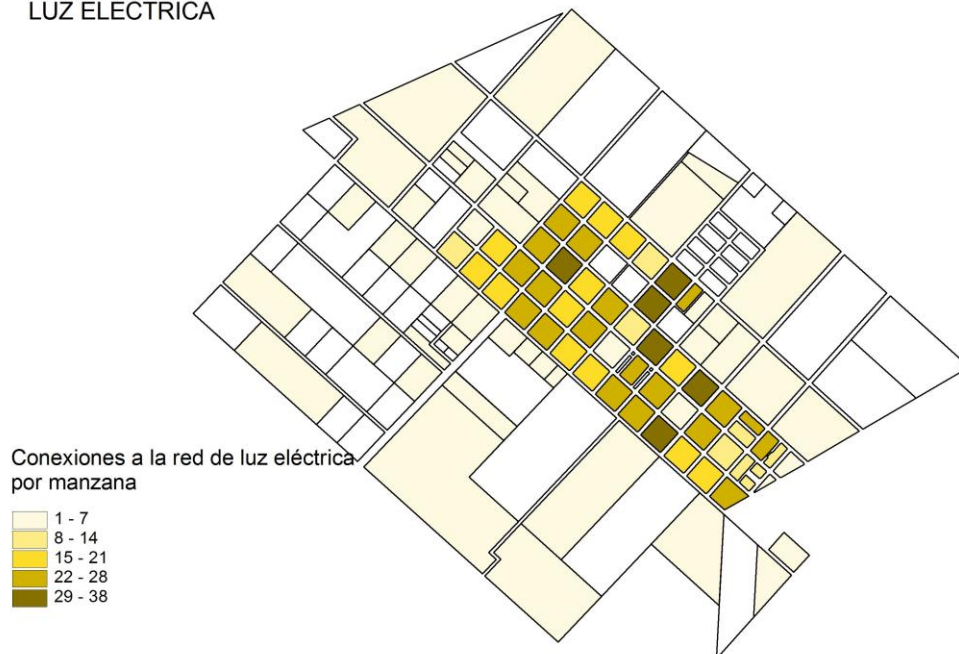 LUZ ELECTRICA
Conexiones a la red de luz eléctrica
por manzana
1 - 7
8 - 14
15 - 21
22 - 28
29 - 38